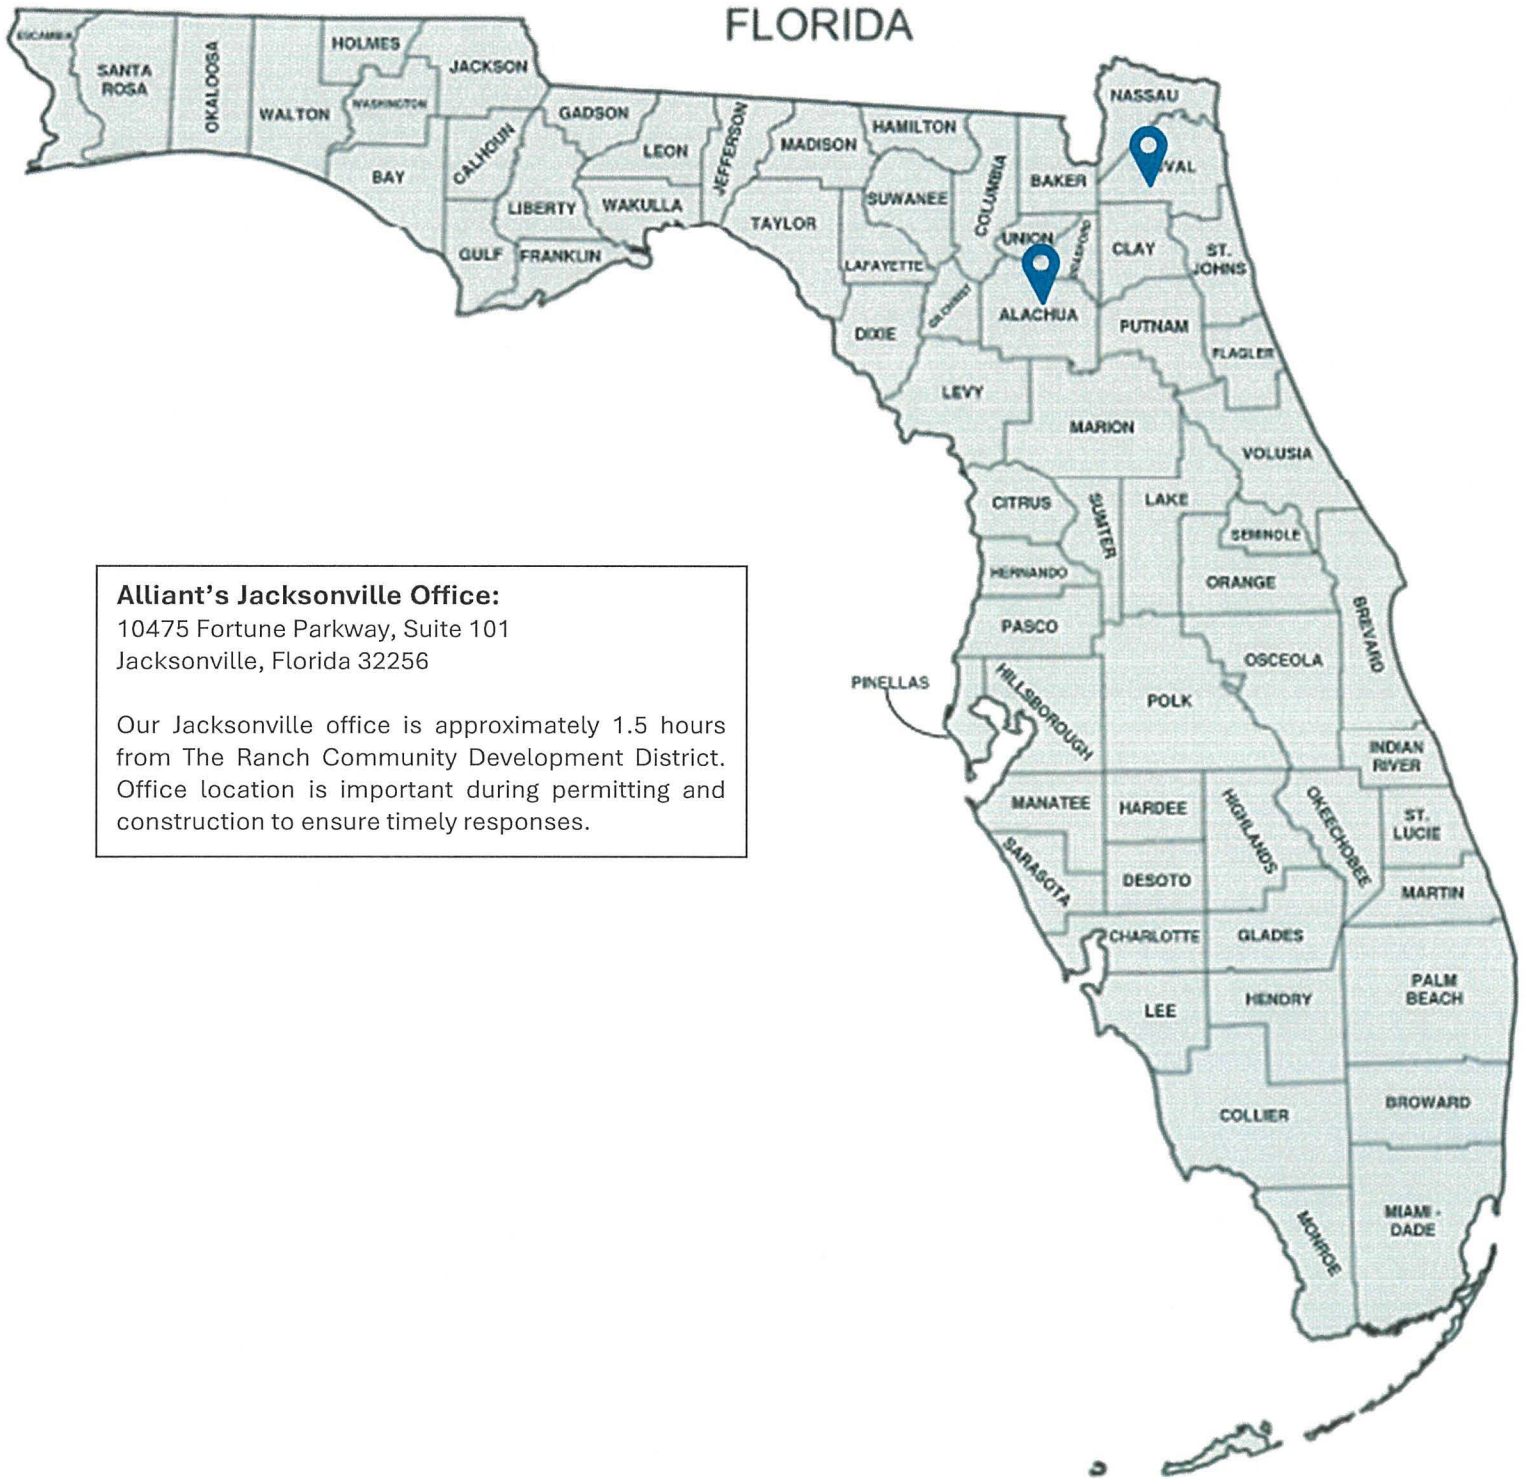 FLORIDA
ESCAMBIA
SANTA
ROSA
OKALOOSA
WALTON
HOLMES
WASHINGTON
JACKSON
BAY
CALHOUN
GULF
GADSON
LIBERTY
FRANKLIN
LEON
WAKULLA
JEFFERSON
MADISON
TAYLOR
HAMILTON
SUWANEE
LAFAYETTE
DIXIE
COLUMBIA
GILCHRIST
BAKER
UNION
BRADFORD
ALACHUA
NASSAU
VAL
CLAY
ST.
JOHNS
PUTNAM
FLAGLER
LEVY
MARION
VOLUSIA
CITRUS
SUMTER
LAKE
SEMINOLE
HERNANDO
ORANGE
PASCO
BREVARD
OSCEOLA
PINELLAS
HILLSBOROUGH
POLK
INDIAN
RIVER
MANATEE
HARDEE
HIGHLANDS
OKEECHOBEE
ST.
LUCIE
SARASOTA
DESOTO
MARTIN
CHARLOTTE
GLADES
PALM
BEACH
LEE
HENDRY
COLLIER
BROWARD
MONROE
MIAMI -
DADE
Alliant’s Jacksonville Office:
10475 Fortune Parkway, Suite 101
Jacksonville, Florida 32256
Our Jacksonville office is approximately 1.5 hours
from The Ranch Community Development District.
Office location is important during permitting and
construction to ensure timely responses.